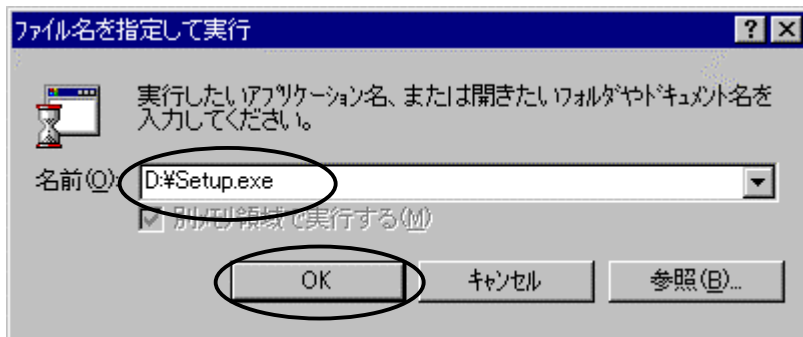 ファイル名を指定して実行
実行したいアプリケーション名、または開きたいフォルダやドキュメント名を
入力してください。
名前(O): D:¥Setup.exe
別メモリ領域で実行する(M)
OK キャンセル 参照(B)...